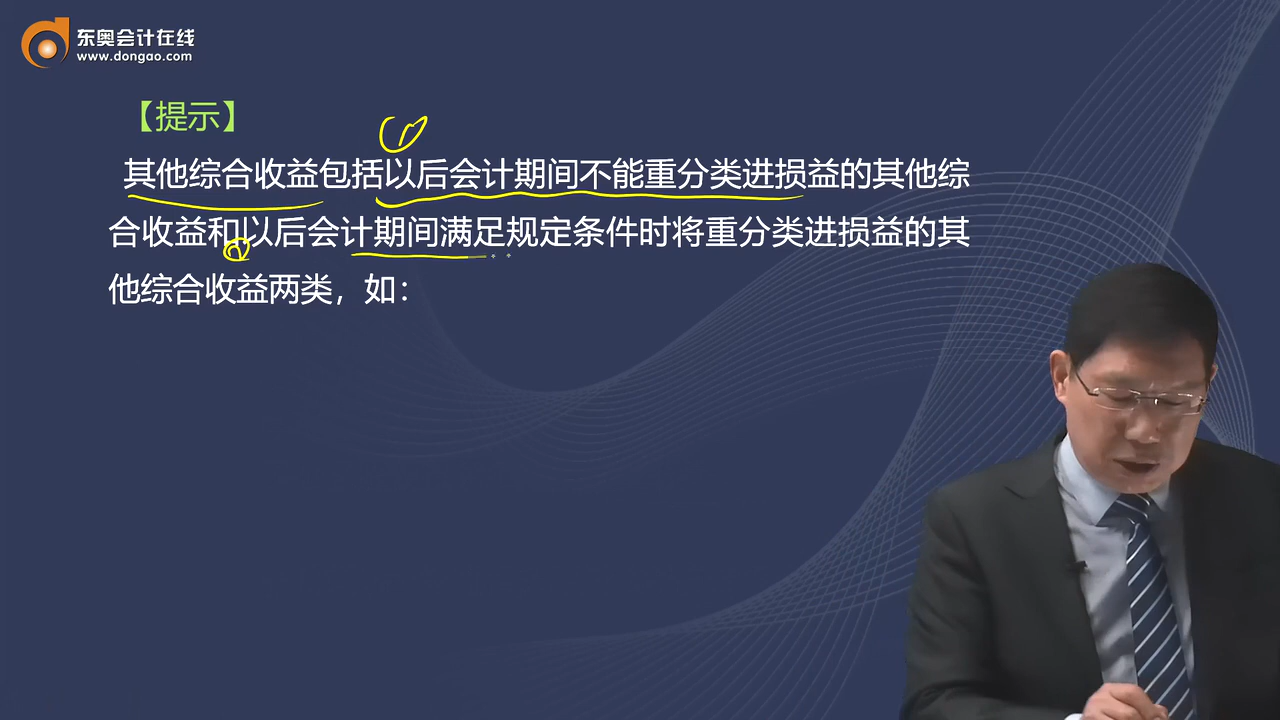 东奥会计在线
www.dongao.com
【提示】
①
其他综合收益包括以后会计期间不能重分类进损益的其他综
合收益和以后会计期间满足规定条件时将重分类进损益的其
②
他综合收益两类，如：